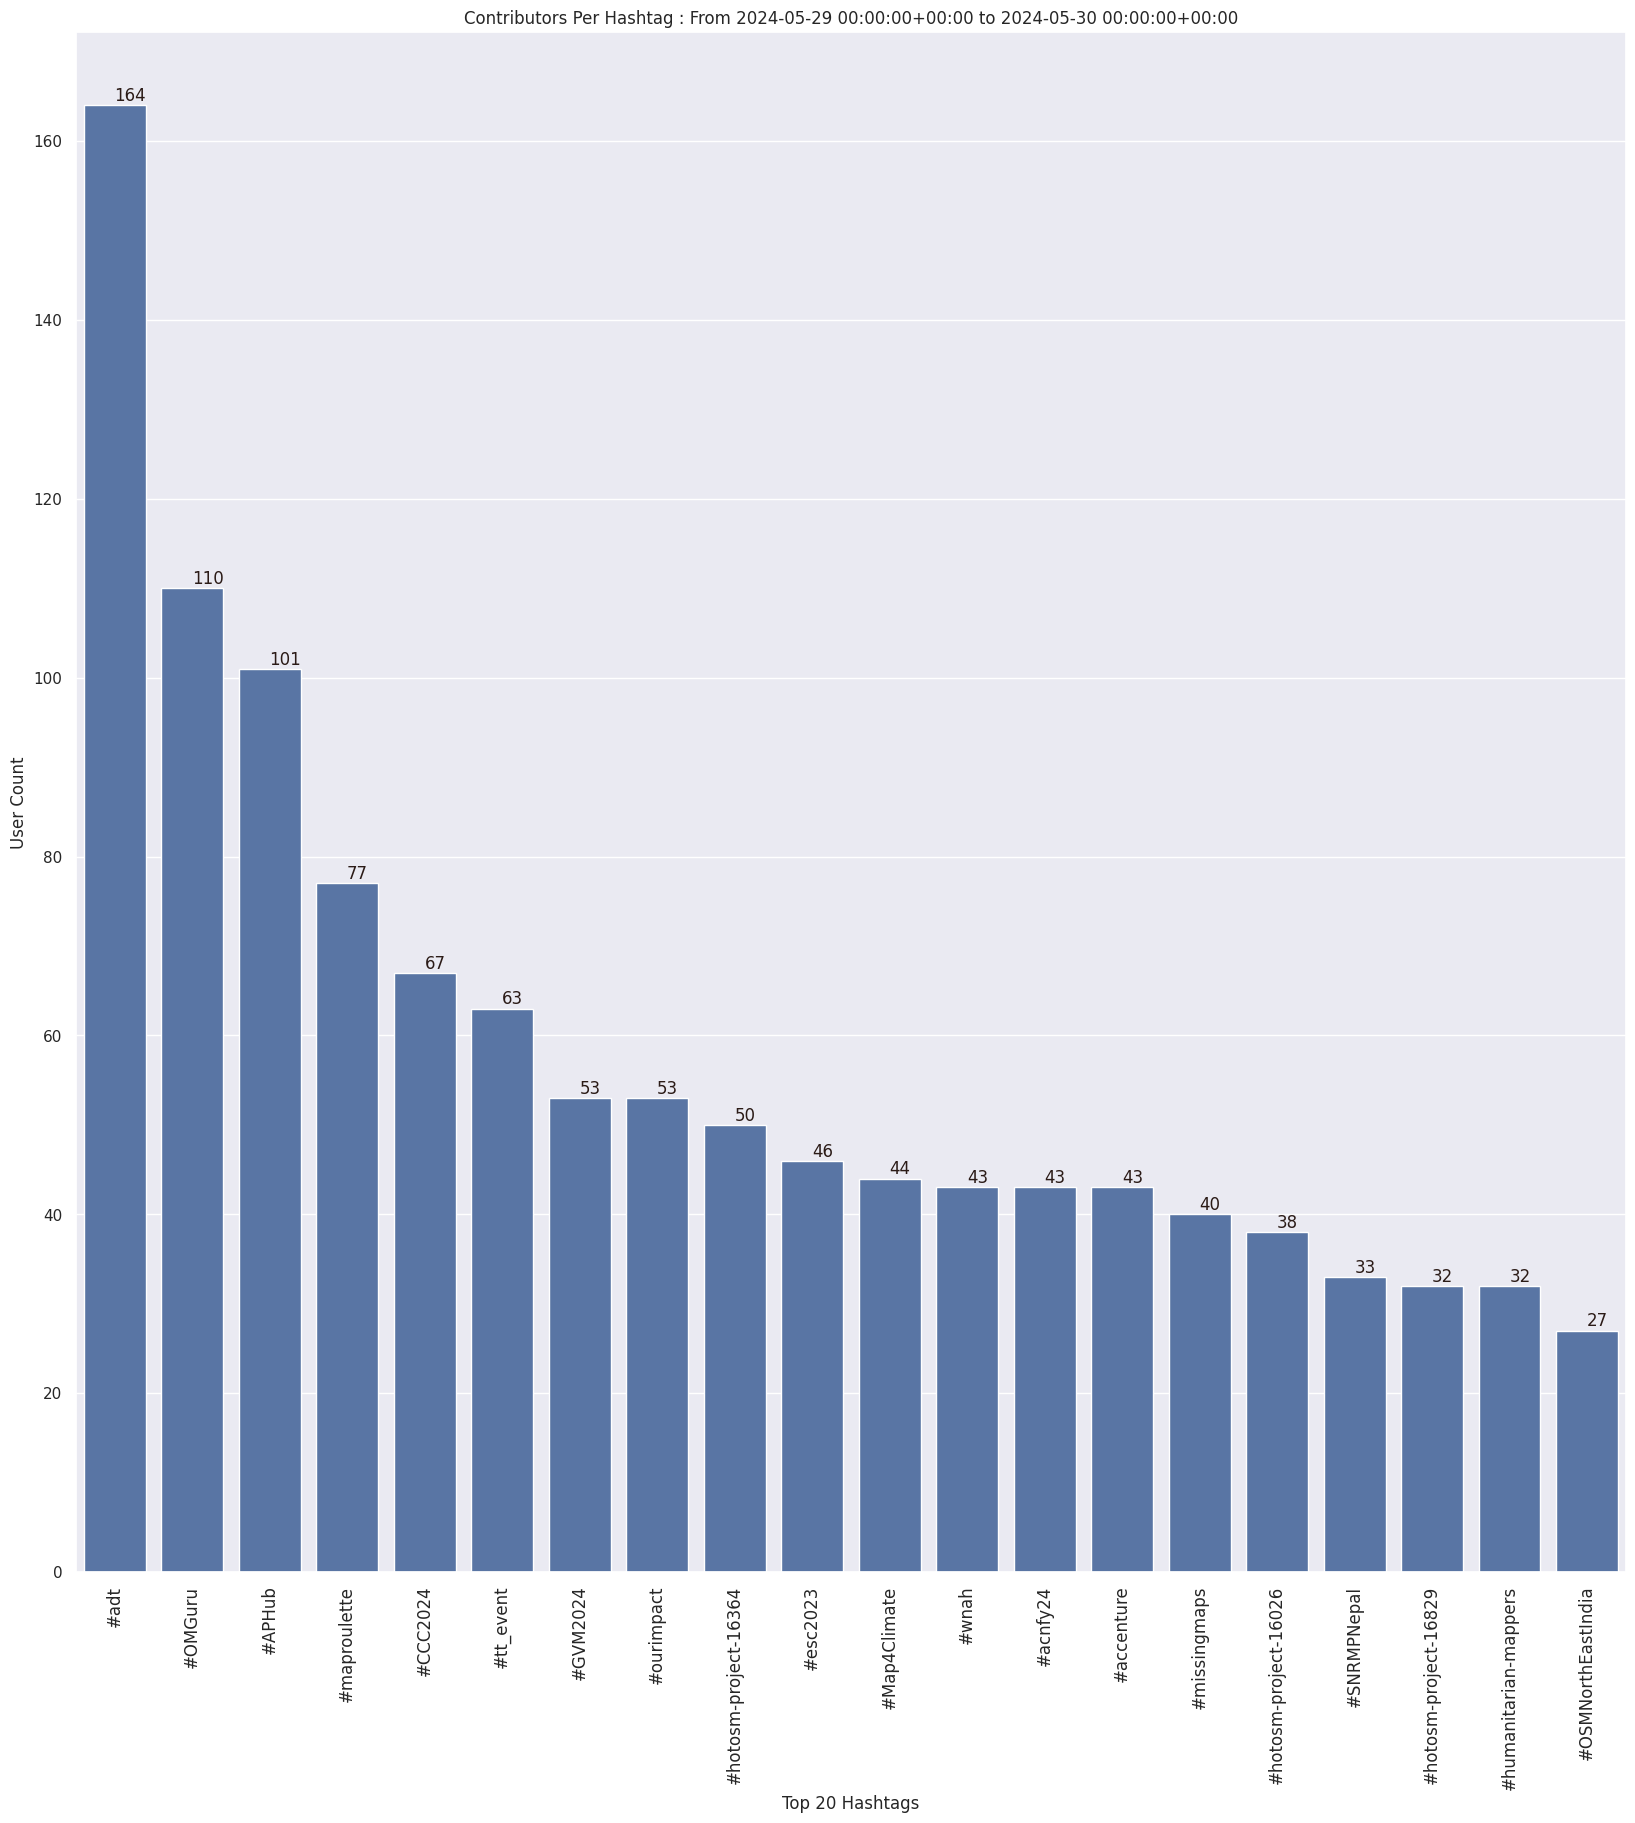 Contributors Per Hashtag : From 2024-05-29 00:00:00+00:00 to 2024-05-30 00:00:00+00:00
User Count
160
140
120
100
80
60
40
20
0
164
110
101
77
67
63
53
53
50
46
44
43
43
43
40
38
33
32
32
27
#adt
#OMGuru
#APHub
#maproulette
#CCC2024
#tt_event
#GVM2024
#ourimpact
#hotosm-project-16364
#esc2023
#Map4Climate
#wnah
#acnfy24
#accenture
#missingmaps
#hotosm-project-16026
#SNRMPNepal
#hotosm-project-16829
#humanitarian-mappers
#OSMNorthEastIndia
Top 20 Hashtags